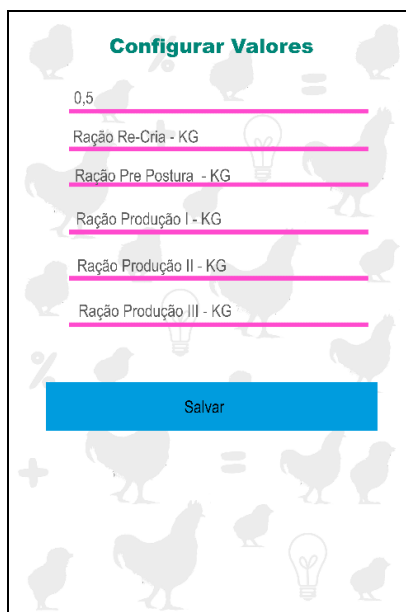 Configurar Valores
0,5
Ração Re-Cria - KG
Ração Pre Postura - KG
Ração Produção I - KG
Ração Produção II - KG
Ração Produção III - KG
Salvar